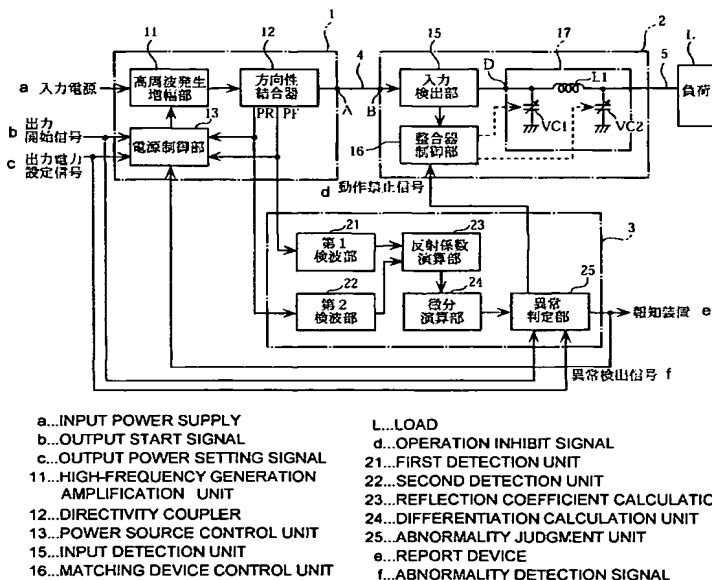 1
2
11
12
15
17
L
a 入力電源
高周波発生
増幅部
方向性
結合器
PR PF
4
A
B
入力
検出部
D
L1
5
負荷
13
b 出力
開始信号
電源制御部
c 出力電力
設定信号
16
整合器
制御部
VC1
VC2
d 動作禁止信号
21
第1
検波部
23
反射係数
演算部
3
22
第2
検波部
24
微分
演算部
25
異常
判定部
報知装置 e
異常検出信号 f
a...INPUT POWER SUPPLY
b...OUTPUT START SIGNAL
c...OUTPUT POWER SETTING SIGNAL
11...HIGH-FREQUENCY GENERATION
AMPLIFICATION UNIT
12...DIRECTIVITY COUPLER
13...POWER SOURCE CONTROL UNIT
15...INPUT DETECTION UNIT
16...MATCHING DEVICE CONTROL UNIT
L...LOAD
d...OPERATION INHIBIT SIGNAL
21...FIRST DETECTION UNIT
22...SECOND DETECTION UNIT
23...REFLECTION COEFFICIENT CALCULATIO
24...DIFFERENTIATION CALCULATION UNIT
25...ABNORMALITY JUDGMENT UNIT
e...REPORT DEVICE
f...ABNORMALITY DETECTION SIGNAL